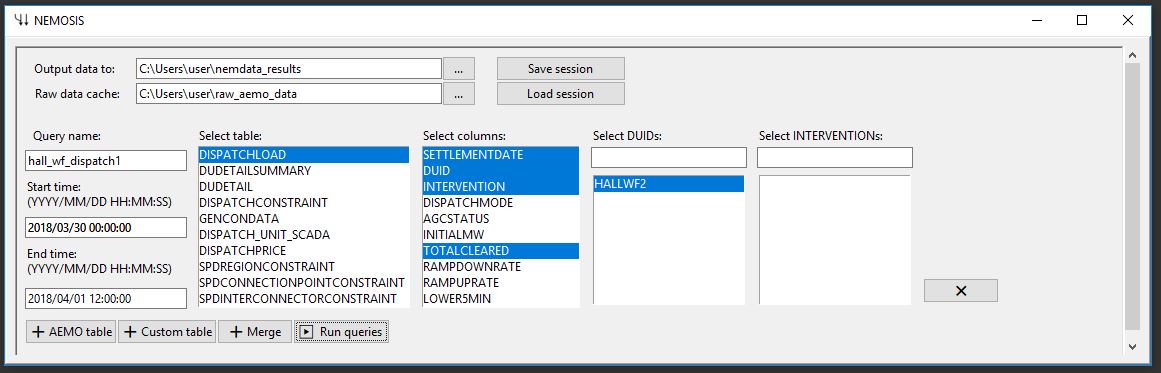 NEMOSIS
Output data to: C:\Users\user\nemdata_results ... Save session
Raw data cache: C:\Users\user\raw_aemo_data ... Load session
Query name:
hall_wf_dispatch1
Start time:
(YYYY/MM/DD HH:MM:SS)
2018/03/30 00:00:00
End time:
(YYYY/MM/DD HH:MM:SS)
2018/04/01 12:00:00
Select table:
DISPATCHLOAD
DUDETAILSUMMARY
DUDETAIL
DISPATCHCONSTRAINT
GENCONDATA
DISPATCH_UNIT_SCADA
DISPATCHPRICE
SPDREGIONCONSTRAINT
SPDCONNECTIONPOINTCONSTRAINT
SPDINTERCONNECTORCONSTRAINT
Select columns:
SETTLEMENTDATE
DUID
INTERVENTION
DISPATCHMODE
AGCSTATUS
INITIALMW
TOTALCLEARED
RAMPDOWNRATE
RAMPUPRATE
LOWER5MIN
Select DUIDs:
HALLWF2
Select INTERVENTIONs:
+ AEMO table + Custom table + Merge Run queries